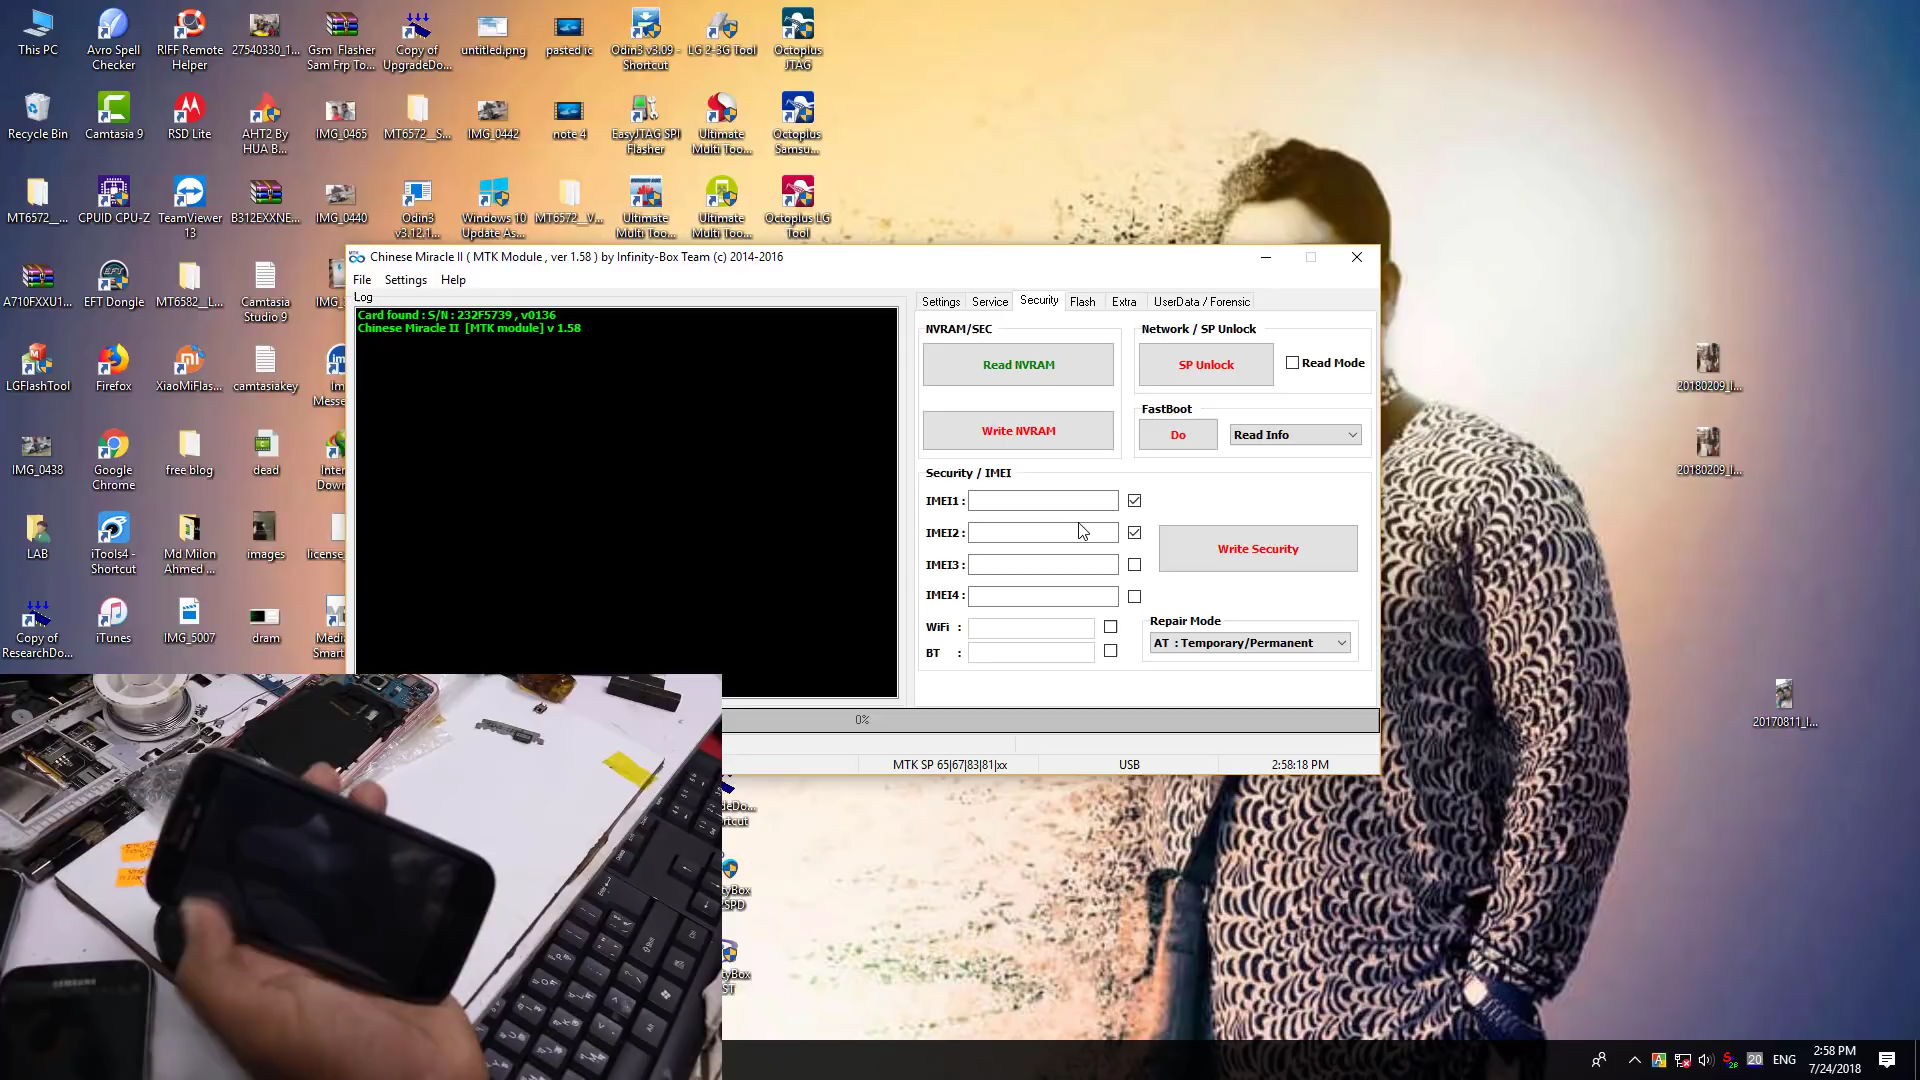 This PC
Avro Spell
Checker
RIFF Remote
Helper
27540330_1...
Gsm_Flasher
Sam Frp To...
Copy of
UpgradeDo...
untitled.png
pasted ic
Odin3 v3.09 -
Shortcut
LG 2-3G Tool
Octoplus
JTAG
Recycle Bin
Camtasia 9
RSD Lite
AHT2 By
HUA B...
IMG_0465
MT6572__S...
IMG_0442
note 4
EasyJTAG SPI
Flasher
Ultimate
Multi Too...
Octoplus
Samsu...
MT6572__...
CPUID CPU-Z
TeamViewer
13
B312EXXNE...
IMG_0440
Odin3
v3.12.1...
Windows 10
Update As...
MT6572__V...
Ultimate
Multi Too...
Ultimate
Multi Too...
Octoplus LG
Tool
A710FXXU1...
EFT Dongle
MT6582__L...
Camtasia
Studio 9
LGFlashTool
Firefox
XiaoMiFlas...
camtasiakey
IMG_0438
Google
Chrome
free blog
dead
LAB
iTools4 -
Shortcut
Md Milon
Ahmed ...
images
Copy of
ResearchDo...
iTunes
IMG_5007
dram
Chinese Miracle II ( MTK Module , ver 1.58 ) by Infinity-Box Team (c) 2014-2016
File Settings Help
Log
Card found : S/N : 232F5739 , v0136
Chinese Miracle II [MTK module] v 1.58
Settings Service Security Flash Extra UserData / Forensic
NVRAM/SEC
Read NVRAM
Write NVRAM
Network / SP Unlock
SP Unlock
Read Mode
FastBoot
Do
Read Info
Security / IMEI
IMEI1 :
IMEI2 :
IMEI3 :
IMEI4 :
WiFi :
BT :
Write Security
Repair Mode
AT : Temporary/Permanent
0%
MTK SP 65|67|83|81|xx
USB
2:58:18 PM
20180209_I...
20180209_I...
20170811_I...
SAMSUNG
20
ENG
2:58 PM
7/24/2018